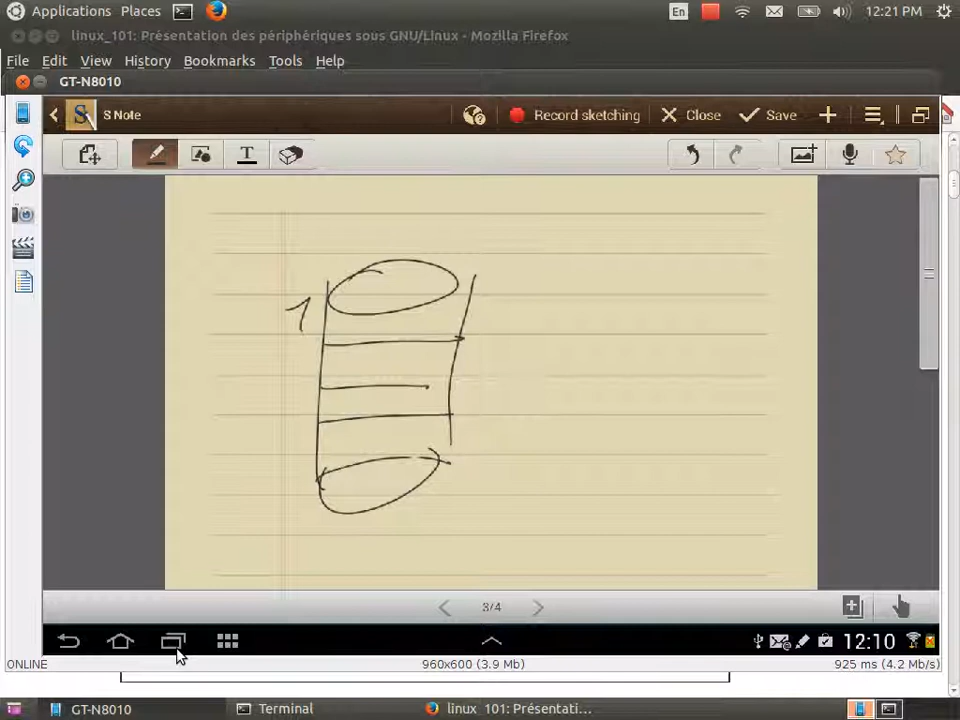 Applications Places En 12:21 PM
linux_101: Présentation des périphériques sous GNU/Linux - Mozilla Firefox
File Edit View History Bookmarks Tools Help
GT-N8010
S Note Record sketching Close Save
T
1
3/4
12:10
ONLINE 960x600 (3.9 Mb) 925 ms (4.2 Mb/s)
GT-N8010 Terminal linux_101: Présentati...